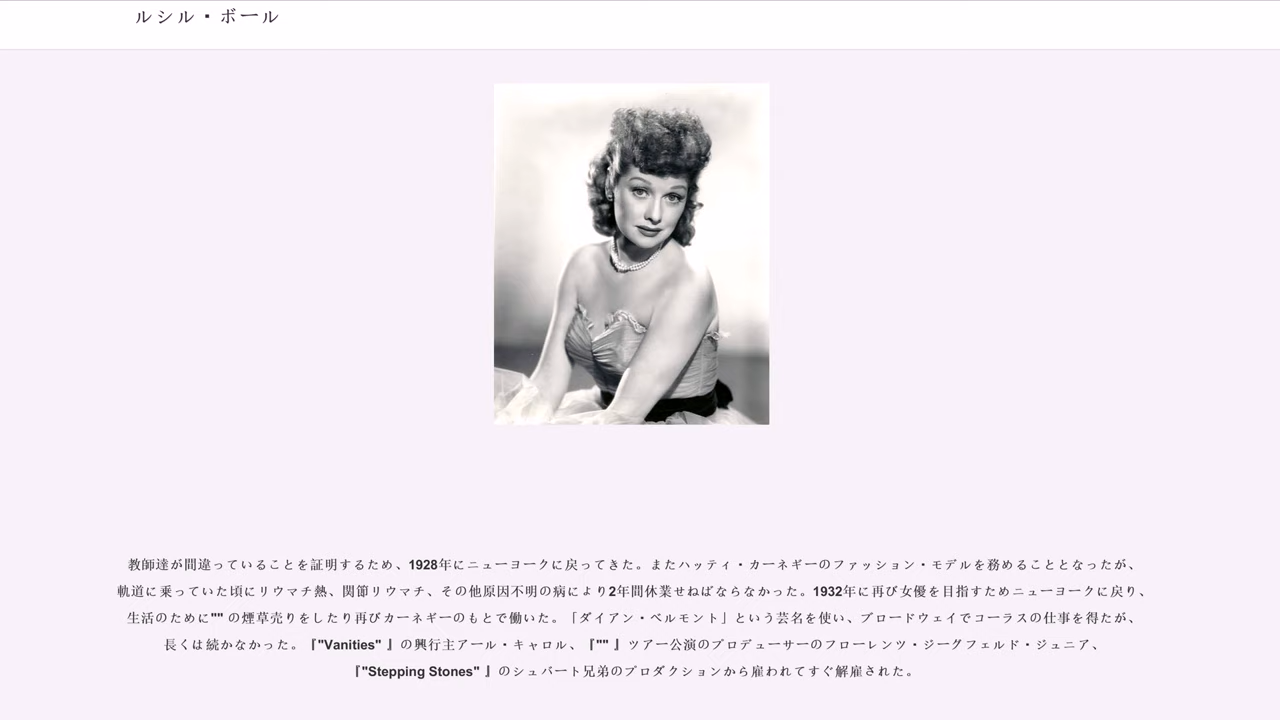 ルシル・ボール
教師達が間違っていることを証明するため、1928年にニューヨークに戻ってきた。またハッティ・カーネギーのファッション・モデルを務めることとなったが、
軌道に乗っていた頃にリウマチ熱、関節リウマチ、その他原因不明の病により2年間休業せねばならなかった。1932年に再び女優を目指すためニューヨークに戻り、
生活のために"" の煙草売りをしたり再びカーネギーのもとで働いた。「ダイアン・ベルモント」という芸名を使い、ブロードウェイでコーラスの仕事を得たが、
長くは続かなかった。『"Vanities" 』の興行主アール・キャロル、『"" 』ツアー公演のプロデューサーのフローレンツ・ジーグフェルド・ジュニア、
『"Stepping Stones" 』のシュバート兄弟のプロダクションから雇われてすぐ解雇された。